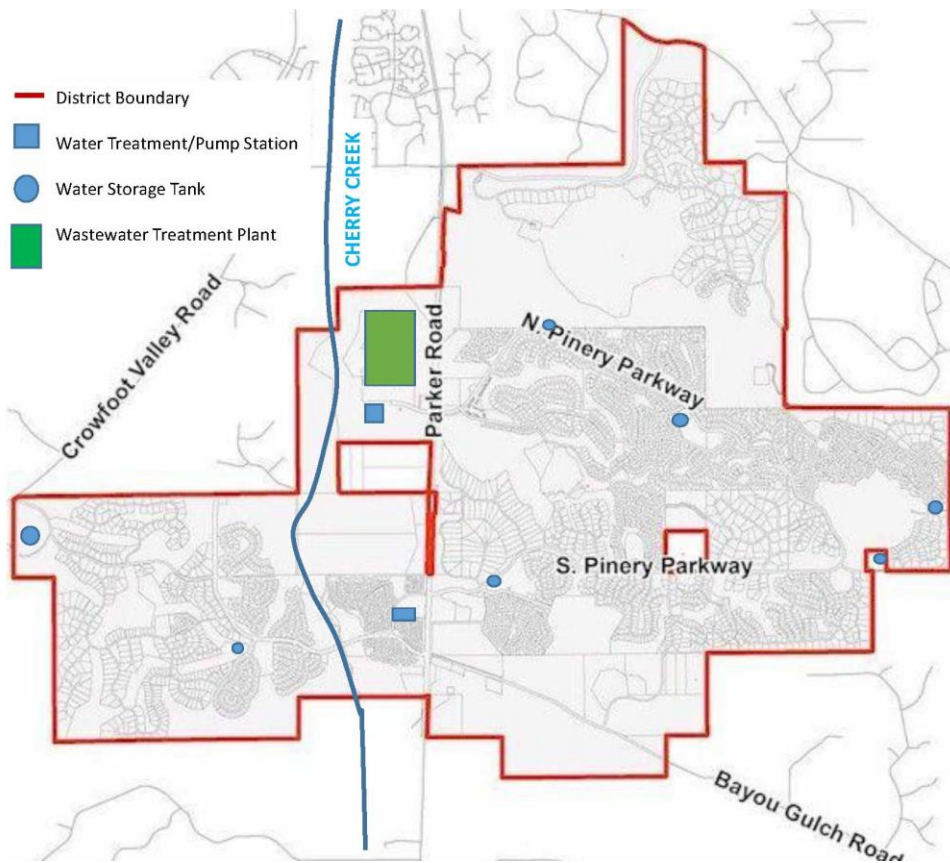 District Boundary
Water Treatment/Pump Station
Water Storage Tank
Wastewater Treatment Plant
CHERRY CREEK
Crowfoot Valley Road
Parker Road
N. Pinery Parkway
S. Pinery Parkway
Bayou Gulch Road